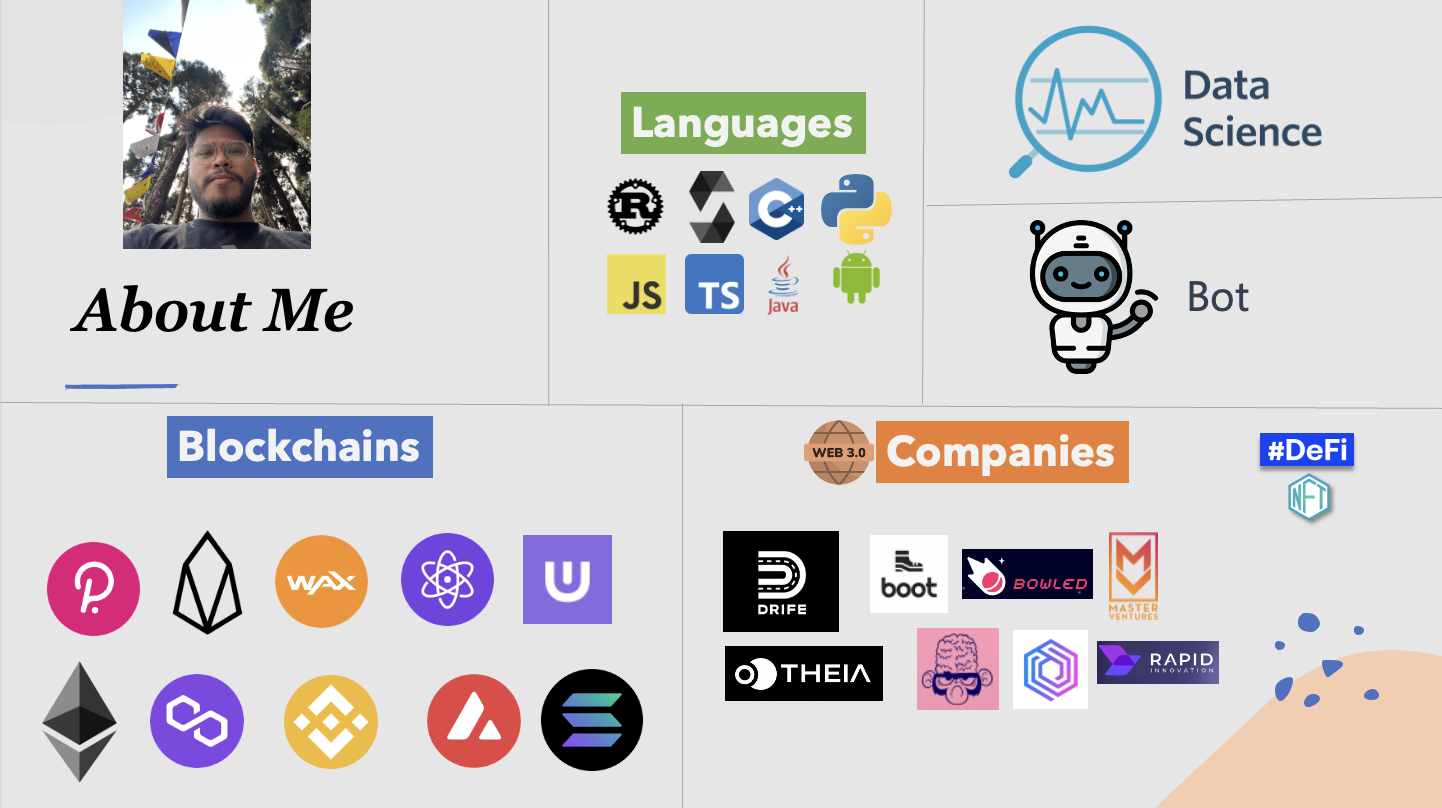 About Me
Languages
R
C++
JS
TS
Java
Data
Science
Bot
Blockchains
WAX
U
WEB 3.0
Companies
#DeFi
NFT
DRIFE
boot
BOWLED
MASTER
VENTURES
THEIA
RAPID
INNOVATION